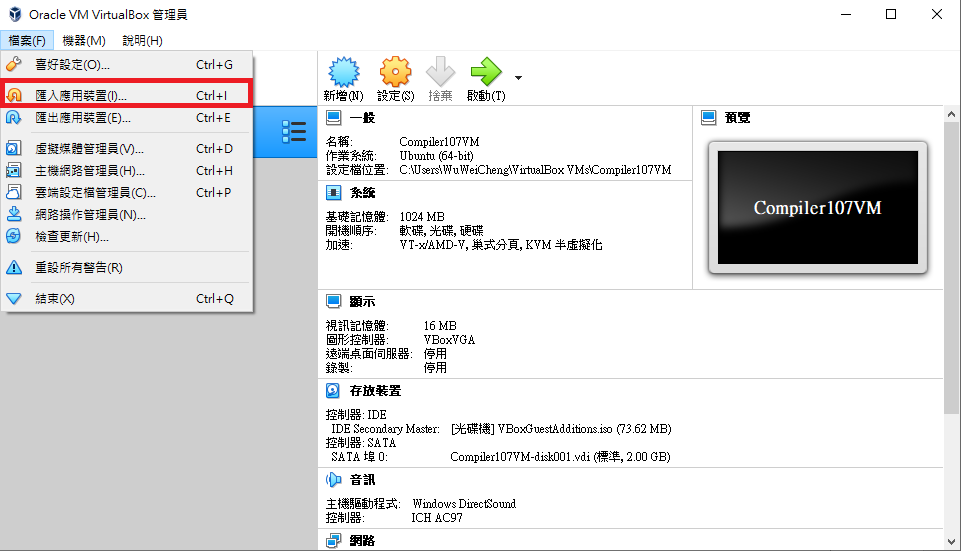 Oracle VM VirtualBox 管理員
檔案(F) 機器(M) 說明(H)
喜好設定(O)... Ctrl+G
匯入應用裝置(I)... Ctrl+I
匯出應用裝置(E)... Ctrl+E
虛擬媒體管理員(V)... Ctrl+D
主機網路管理員(H)... Ctrl+H
雲端設定檔管理員(C)... Ctrl+P
網路操作管理員(N)...
檢查更新(H)...
重設所有警告(R)
結束(X) Ctrl+Q
新增(N) 設定(S) 捨棄 啟動(T)
一般
名稱: Compiler107VM
作業系統: Ubuntu (64-bit)
設定檔位置: C:\Users\WuWeiCheng\VirtualBox VMs\Compiler107VM
預覽
Compiler107VM
系統
基礎記憶體: 1024 MB
開機順序: 軟碟, 光碟, 硬碟
加速: VT-x/AMD-V, 巢式分頁, KVM 半虛擬化
顯示
視訊記憶體: 16 MB
圖形控制器: VBoxVGA
遠端桌面伺服器: 停用
錄製: 停用
存放裝置
控制器: IDE
IDE Secondary Master: [光碟機] VBoxGuestAdditions.iso (73.62 MB)
控制器: SATA
SATA 埠 0: Compiler107VM-disk001.vdi (標準, 2.00 GB)
音訊
主機驅動程式: Windows DirectSound
控制器: ICH AC97
網路